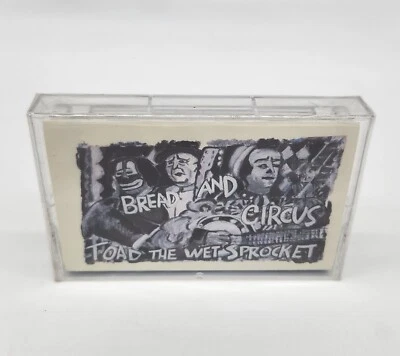 BREAD AND
CIRCUS
TOAD THE WET SPROCKET